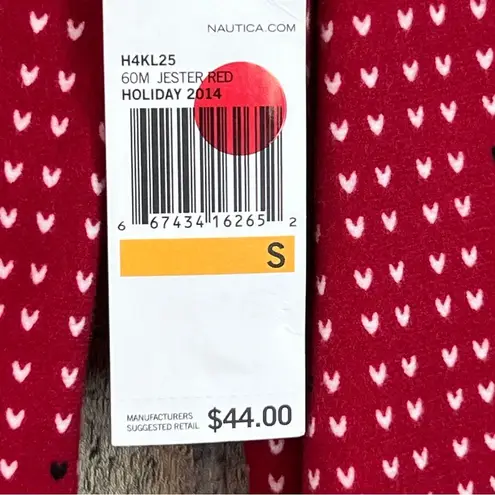 NAUTICA.COM
H4KL25
60M JESTER RED
HOLIDAY 2014
6 67434 16265 2
S
MANUFACTURERS
SUGGESTED RETAIL $44.00